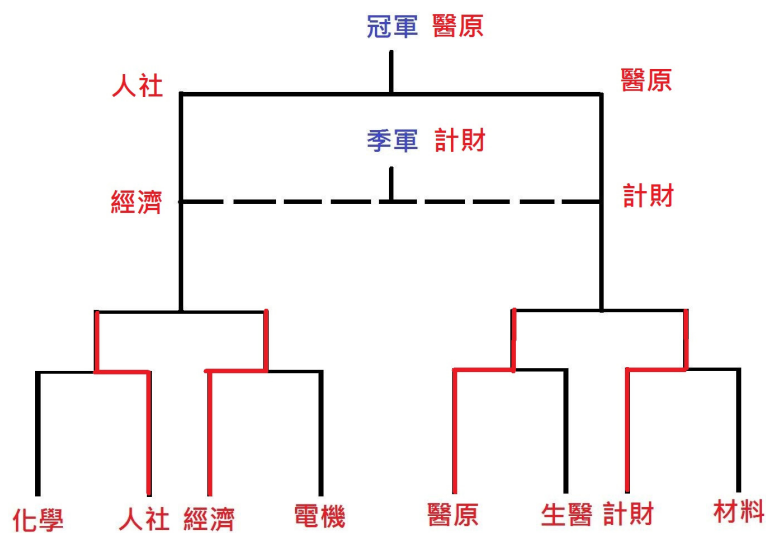 冠軍 醫原
人社
醫原
季軍 計財
經濟
計財
化學 人社 經濟 電機 醫原 生醫 計財 材料